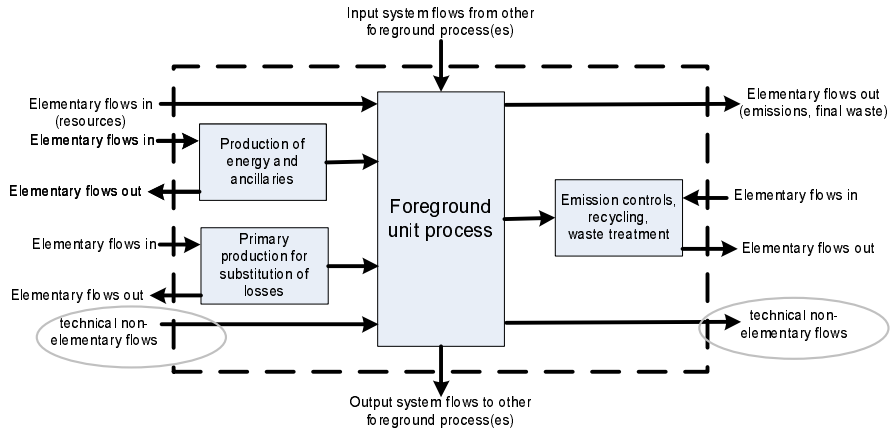 Input system flows from other
foreground process(es)
Elementary flows in
(resources)
Elementary flows in
Elementary flows out
Elementary flows in
Elementary flows out
technical non-
elementary flows
Production of
energy and
ancillaries
Primary
production for
substitution of
losses
Foreground
unit process
Emission controls,
recycling,
waste treatment
Elementary flows out
(emissions, final waste)
Elementary flows in
Elementary flows out
technical non-
elementary flows
Output system flows to other
foreground process(es)